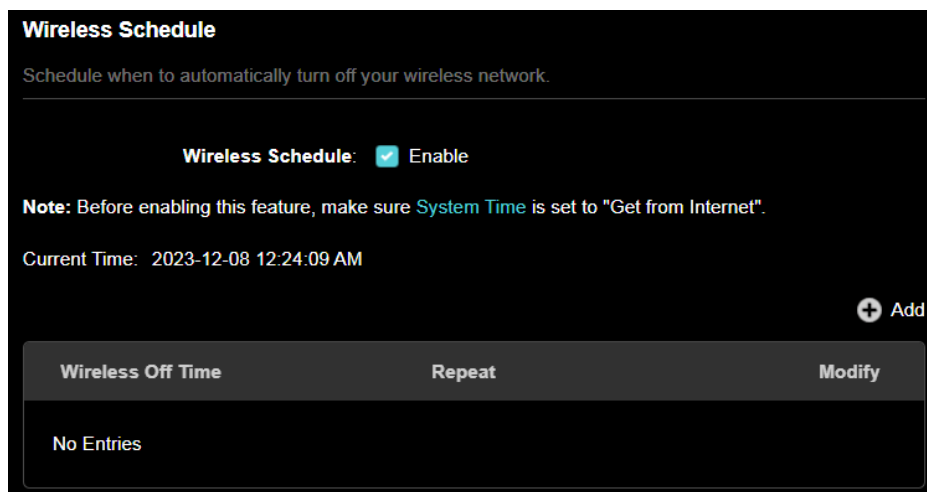 Wireless Schedule
Schedule when to automatically turn off your wireless network.
Wireless Schedule: Enable
Note: Before enabling this feature, make sure System Time is set to "Get from Internet".
Current Time: 2023-12-08 12:24:09 AM
Add
Wireless Off Time Repeat Modify
No Entries